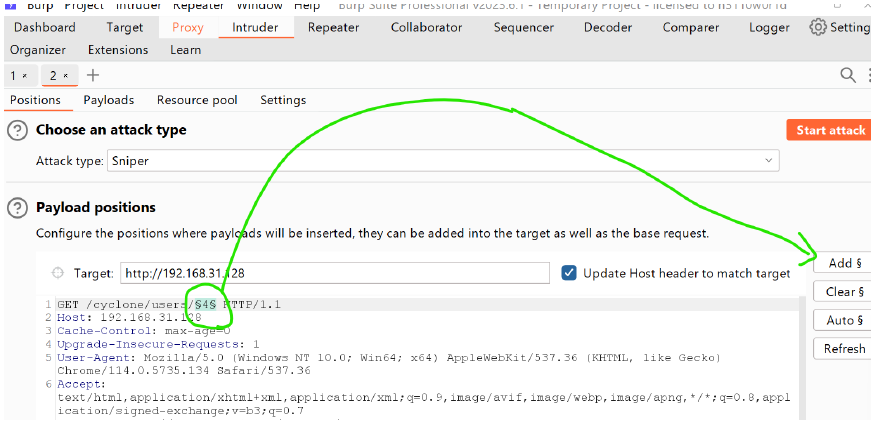 Burp Project Intruder Repeater Window Help Burp Suite Professional v2023.6.1 - Temporary Project - licensed to h3110w0rld
Dashboard Target Proxy Intruder Repeater Collaborator Sequencer Decoder Comparer Logger Setting
Organizer Extensions Learn
1 × 2 × +
Positions Payloads Resource pool Settings
? Choose an attack type
Start attack
Attack type: Sniper
? Payload positions
Configure the positions where payloads will be inserted, they can be added into the target as well as the base request.
Add §
Target: http://192.168.31.128 Update Host header to match target
Clear §
1 GET /cyclone/users/§4§ HTTP/1.1
2 Host: 192.168.31.128
Auto §
3 Cache-Control: max-age=0
4 Upgrade-Insecure-Requests: 1
Refresh
5 User-Agent: Mozilla/5.0 (Windows NT 10.0; Win64; x64) AppleWebKit/537.36 (KHTML, like Gecko)
Chrome/114.0.5735.134 Safari/537.36
6 Accept:
text/html,application/xhtml+xml,application/xml;q=0.9,image/avif,image/webp,image/apng,*/*;q=0.8,appl
ication/signed-exchange;v=b3;q=0.7